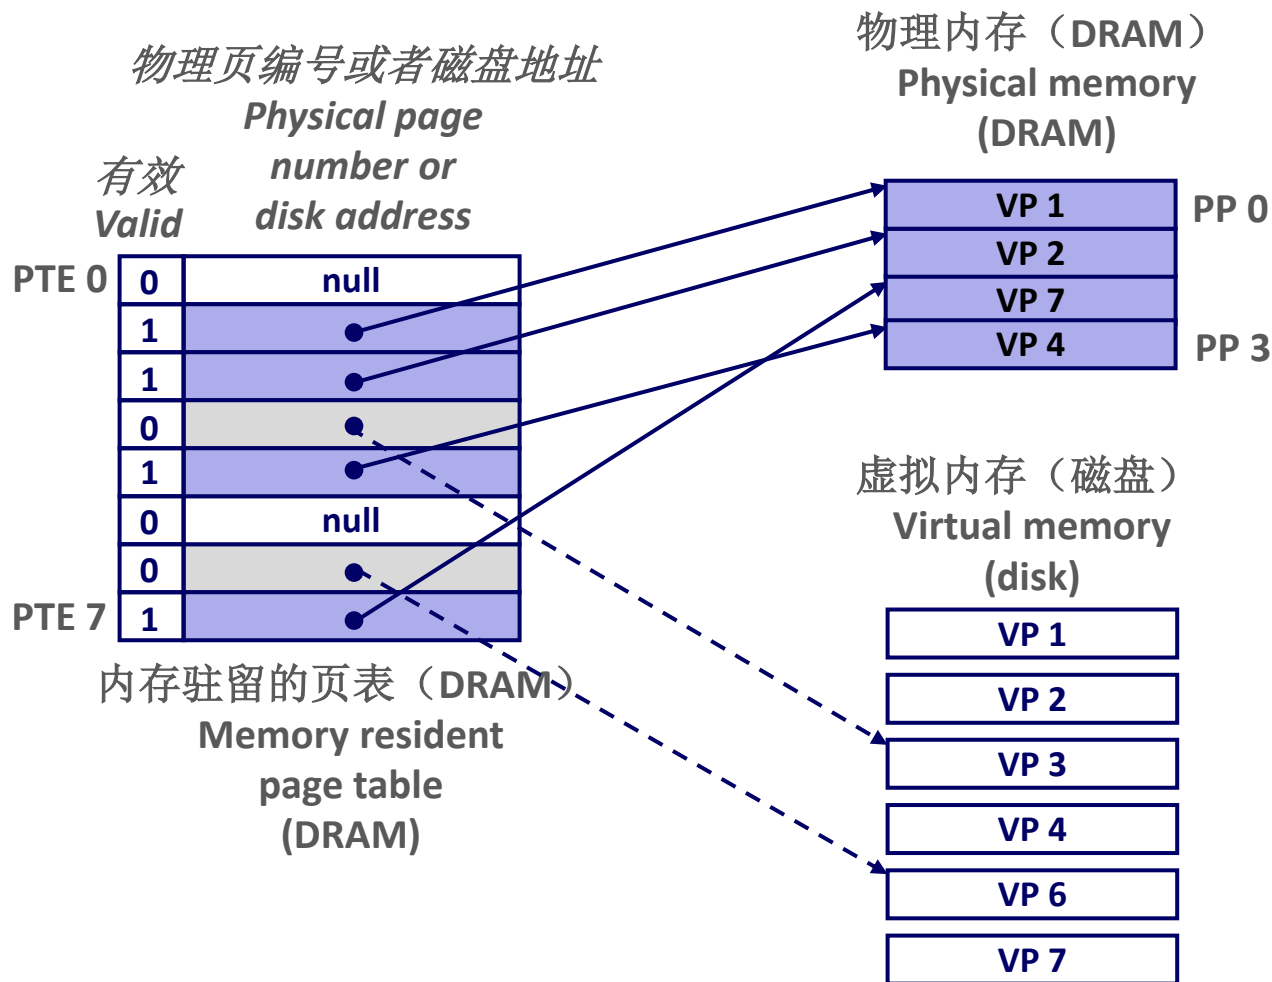 物理页编号或者磁盘地址
Physical page
number or
disk address
有效
Valid
PTE 0
0
null
1
1
0
1
0
null
0
PTE 7
1
内存驻留的页表（DRAM）
Memory resident
page table
(DRAM)
物理内存（DRAM）
Physical memory
(DRAM)
VP 1
PP 0
VP 2
VP 7
VP 4
PP 3
虚拟内存（磁盘）
Virtual memory
(disk)
VP 1
VP 2
VP 3
VP 4
VP 6
VP 7